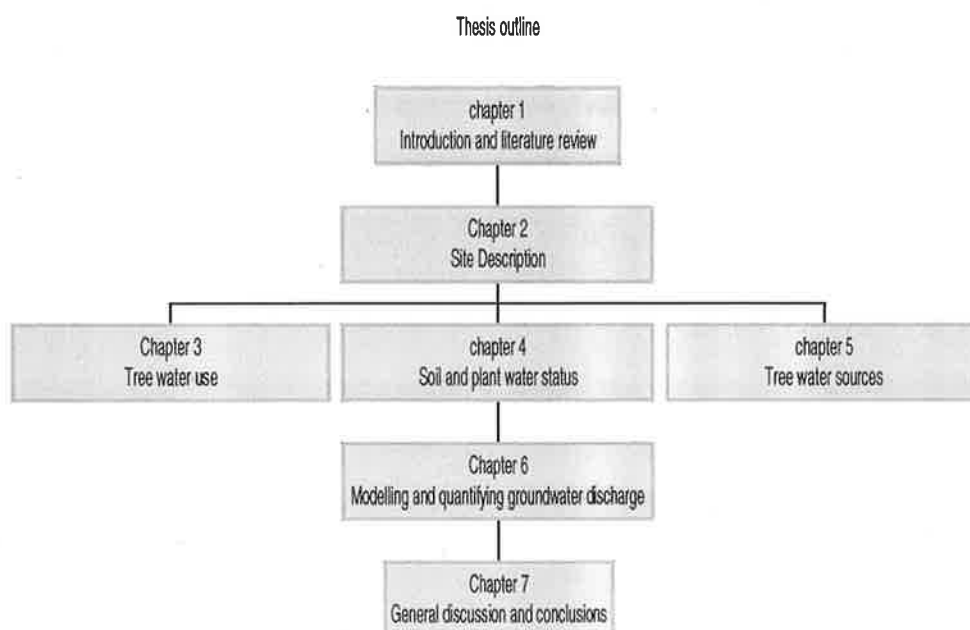 Thesis outline
chapter 1
Introduction and literature review
Chapter 2
Site Description
Chapter 3
Tree water use
chapter 4
Soil and plant water status
chapter 5
Tree water sources
Chapter 6
Modelling and quantifying groundwater discharge
Chapter 7
General discussion and conclusions